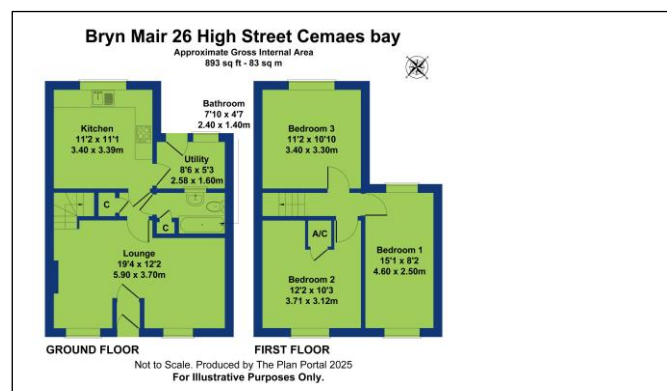 Bryn Mair 26 High Street Cemaes bay
Approximate Gross Internal Area
893 sq ft - 83 sq m
Bathroom
7'10 x 4'7
2.40 x 1.40m
Kitchen
11'2 x 11'1
3.40 x 3.39m
Utility
8'6 x 5'3
2.58 x 1.60m
C
C
Lounge
19'4 x 12'2
5.90 x 3.70m
Bedroom 3
11'2 x 10'10
3.40 x 3.30m
A/C
Bedroom 1
15'1 x 8'2
4.60 x 2.50m
Bedroom 2
12'2 x 10'3
3.71 x 3.12m
GROUND FLOOR
FIRST FLOOR
Not to Scale. Produced by The Plan Portal 2025
For Illustrative Purposes Only.